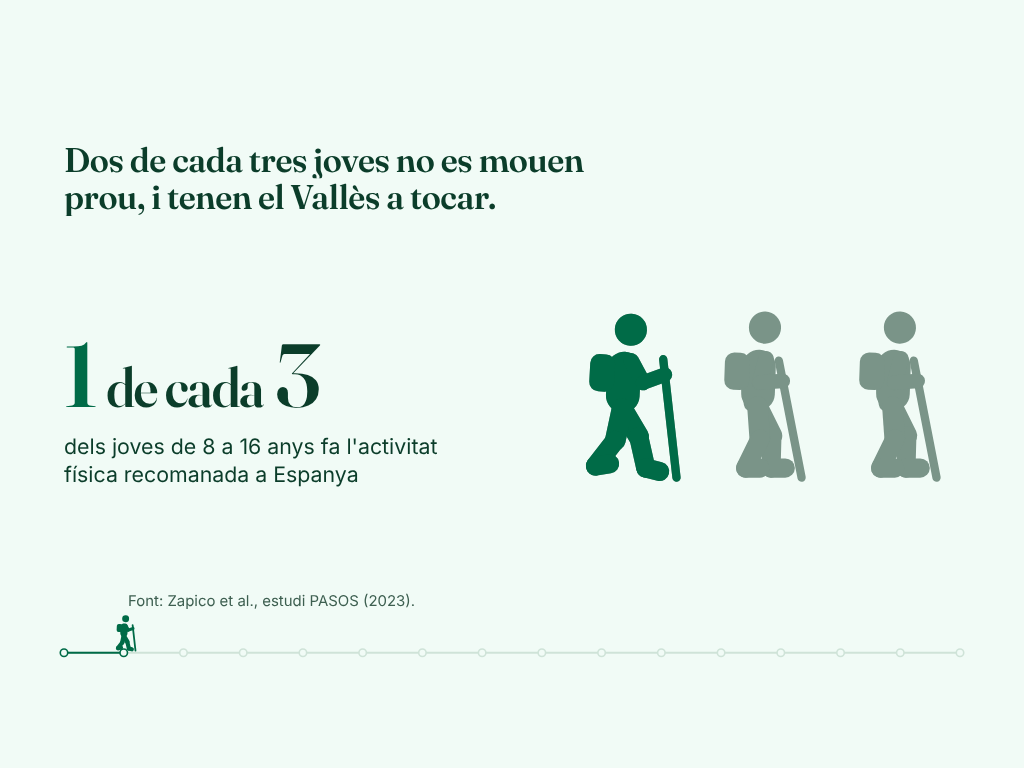 Dos de cada tres joves no es mouen
prou, i tenen el Vallès a tocar.
1 de cada 3
dels joves de 8 a 16 anys fa l'activitat
física recomanada a Espanya
Font: Zapico et al., estudi PASOS (2023).